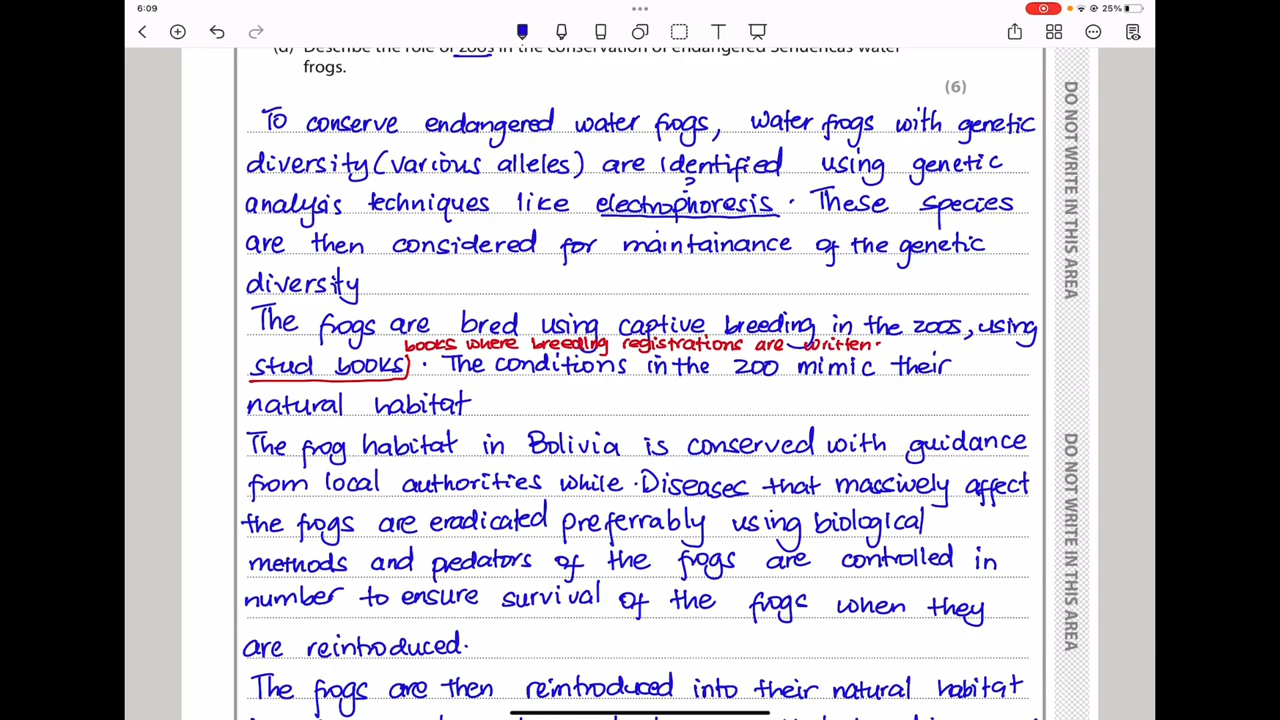 6:09
25%
(d) Describe the role of zoos in the conservation of endangered Sehuencas water
frogs.
(6)
To conserve endangered water frogs, water frogs with genetic
diversity (various alleles) are identified using genetic
analysis techniques like electrophoresis. These species
are then considered for maintainance of the genetic
diversity
The frogs are bred using captive breeding in the zoos, using
books where breeding registrations are written.
stud books). The conditions in the zoo mimic their
natural habitat
The frog habitat in Bolivia is conserved with guidance
from local authorities while. Diseases that massively affect
the frogs are eradicated preferrably using biological
methods and predators of the frogs are controlled in
number to ensure survival of the frogs when they
are reintroduced.
The frogs are then reintroduced into their natural habitat
DO NOT WRITE IN THIS AREA
DO NOT WRITE IN THIS AREA